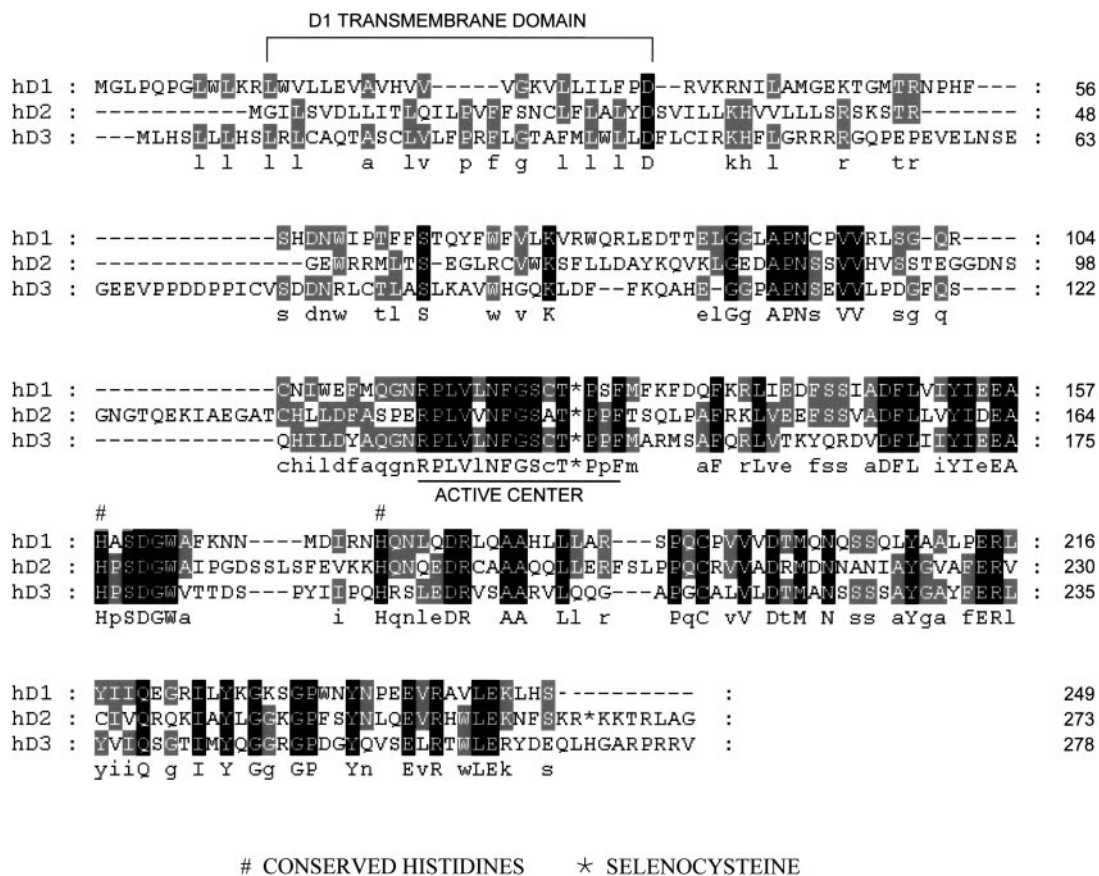 D1 TRANSMEMBRANE DOMAIN
hD1 : MGLPQPGLWLKRLWVLLEVAVHVV-----VGKVLLILFPD--RVKRNILAMGEKTGMTRNPHF--- : 56
hD2 : ------------MGILSVDLLITLQILPVFFSNCLFLALYDSVILLKHVVLLLSRSKSTR------ : 48
hD3 : ---MLHSLLLHSLRLCAQTASCLVLFPRFLGTAFMLWLLDFLCIRKHFLGRRRRGQPEPEVELNSE : 63
l l ll a lv p f g l l l D kh l r tr
hD1 : -------------SHDNWIPTFFSTQYFWFVLKVRWQRLEDTTELGGLAPNCPVVRLSG-QR---- : 104
hD2 : ---------------GEWRRMLTS-EGLRCVWKSFLLDAYKQVKLGEDAPNSSVVHVSSTEGGDNS : 98
hD3 : GEEVPPDDPPICVSDDNRLCTLASLKAVWHGQKLDF--FKQAHE-GGPAPNSEVVLPDGFQS---- : 122
s dnw tl S w v K elGg APNs VV sg q
hD1 : -------------CNIWEFMQGNRPLVLNFGSCT*PSFMFKFDQFKRLIEDFSSIADFLVIYIEEA : 157
hD2 : GNGTQEKIAEGATCHLLDFASPERPLVVNFGSAT*PPFTSQLPAFRKLVEEFSSVADFLLVYIDEA : 164
hD3 : -------------QHILDYAQGNRPLVLNFGSCT*PPFMARMSAFQRLVTKYQRDVDFLIIYIEEA : 175
childfaqgnRPLVlNFGScT*PpFm aF rLve fss aDFL iYIeEA
ACTIVE CENTER
# #
hD1 : HASDGWAFKNN----MDIRNHQNLQDRLQAAHLLLAR---SPQCPVVVDTMQNQSSQLYAALPERL : 216
hD2 : HPSDGWAIPGDSSLSFEVKKHQNQEDRCAAAQQLLERFSLPPQCRVVADRMDNNANIAYGVAFERV : 230
hD3 : HPSDGWVTTDS---PYIIPQHRSLEDRVSAARVLQQG---APGCALVLDTMANSSSSAYGAYFERL : 235
HpSDGWa i HqnleDR AA Ll r PqC vV DtM N ss aYga fERl
hD1 : YIIQEGRILYKGKSGPWNYNPEEVRAVLEKLHS---------- : 249
hD2 : CIVQRQKIAYLGGKGPFSYNLQEVRHWLEKNFSKR*KKTRLAG : 273
hD3 : YVIQSGTIMYQGGRGPDGYQVSELRTWLERYDEQLHGARPRRV : 278
yiiQ g I Y GgGP Yn EvR wLEk s
# CONSERVED HISTIDINES * SELENOCYSTEINE